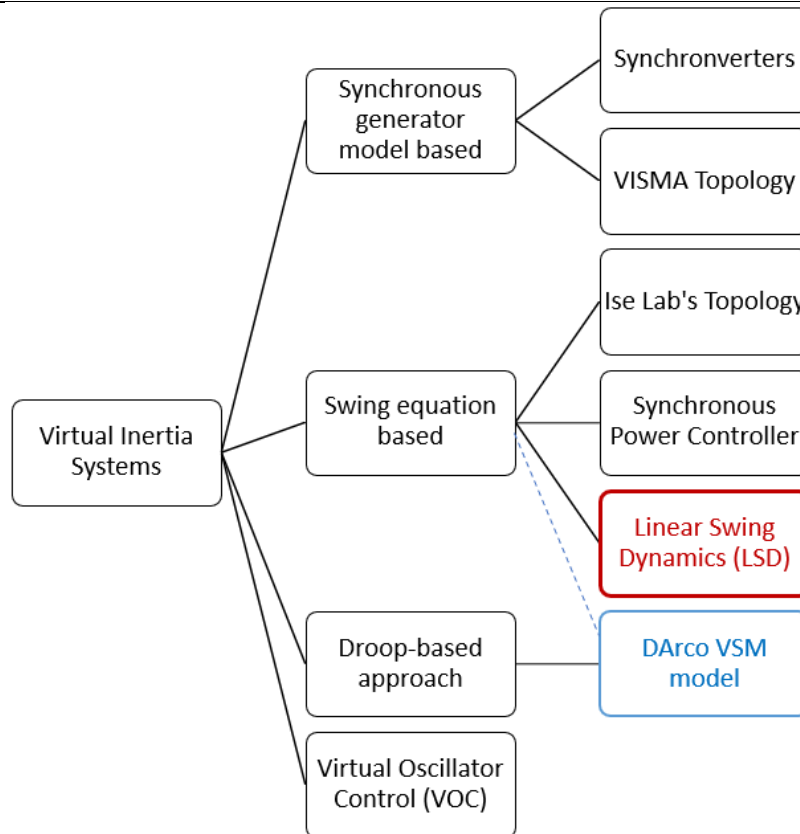 Synchronverters
Synchronous
generator
model based
VISMA Topology
Ise Lab's Topology
Swing equation
based
Synchronous
Power Controller
Virtual Inertia
Systems
Linear Swing
Dynamics (LSD)
Droop-based
approach
DArco VSM
model
Virtual Oscillator
Control (VOC)